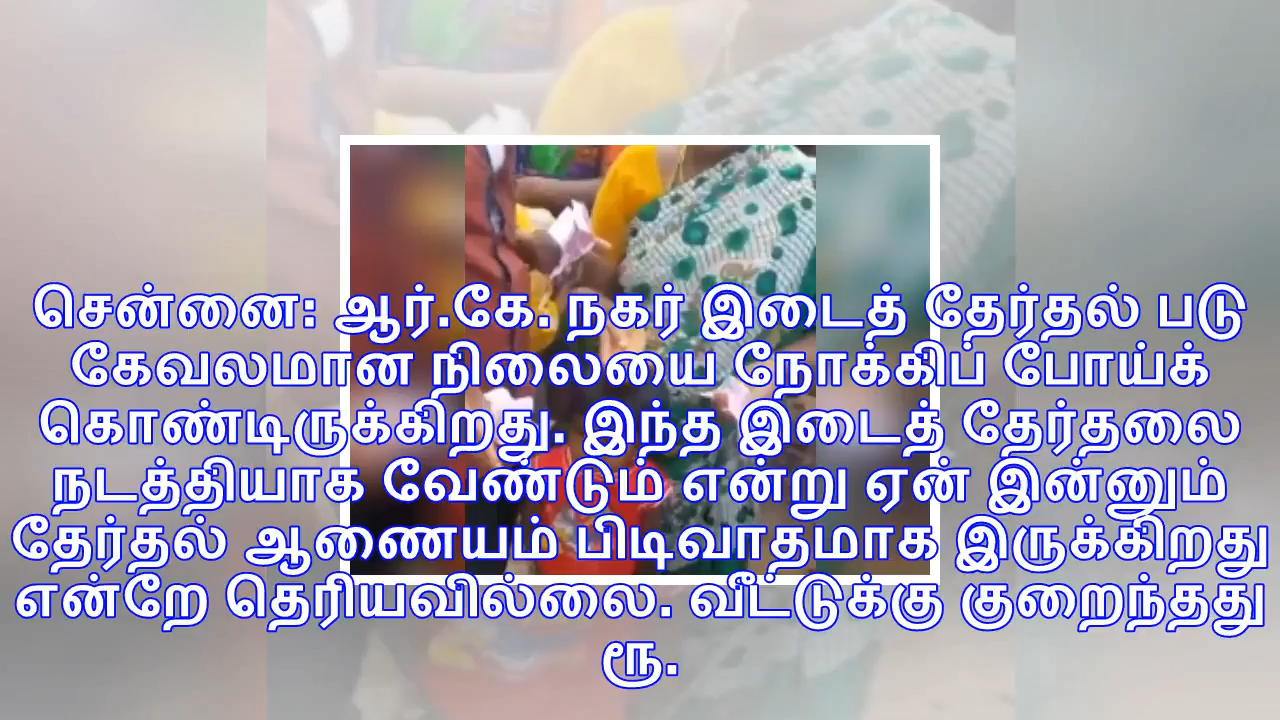 சென்னை: ஆர்.கே. நகர் இடைத் தேர்தல் படு
கேவலமான நிலையை நோக்கிப் போய்க்
கொண்டிருக்கிறது. இந்த இடைத் தேர்தலை
நடத்தியாக வேண்டும் என்று ஏன் இன்னும்
தேர்தல் ஆணையம் பிடிவாதமாக இருக்கிறது
என்றே தெரியவில்லை. வீட்டுக்கு குறைந்தது
ரூ.